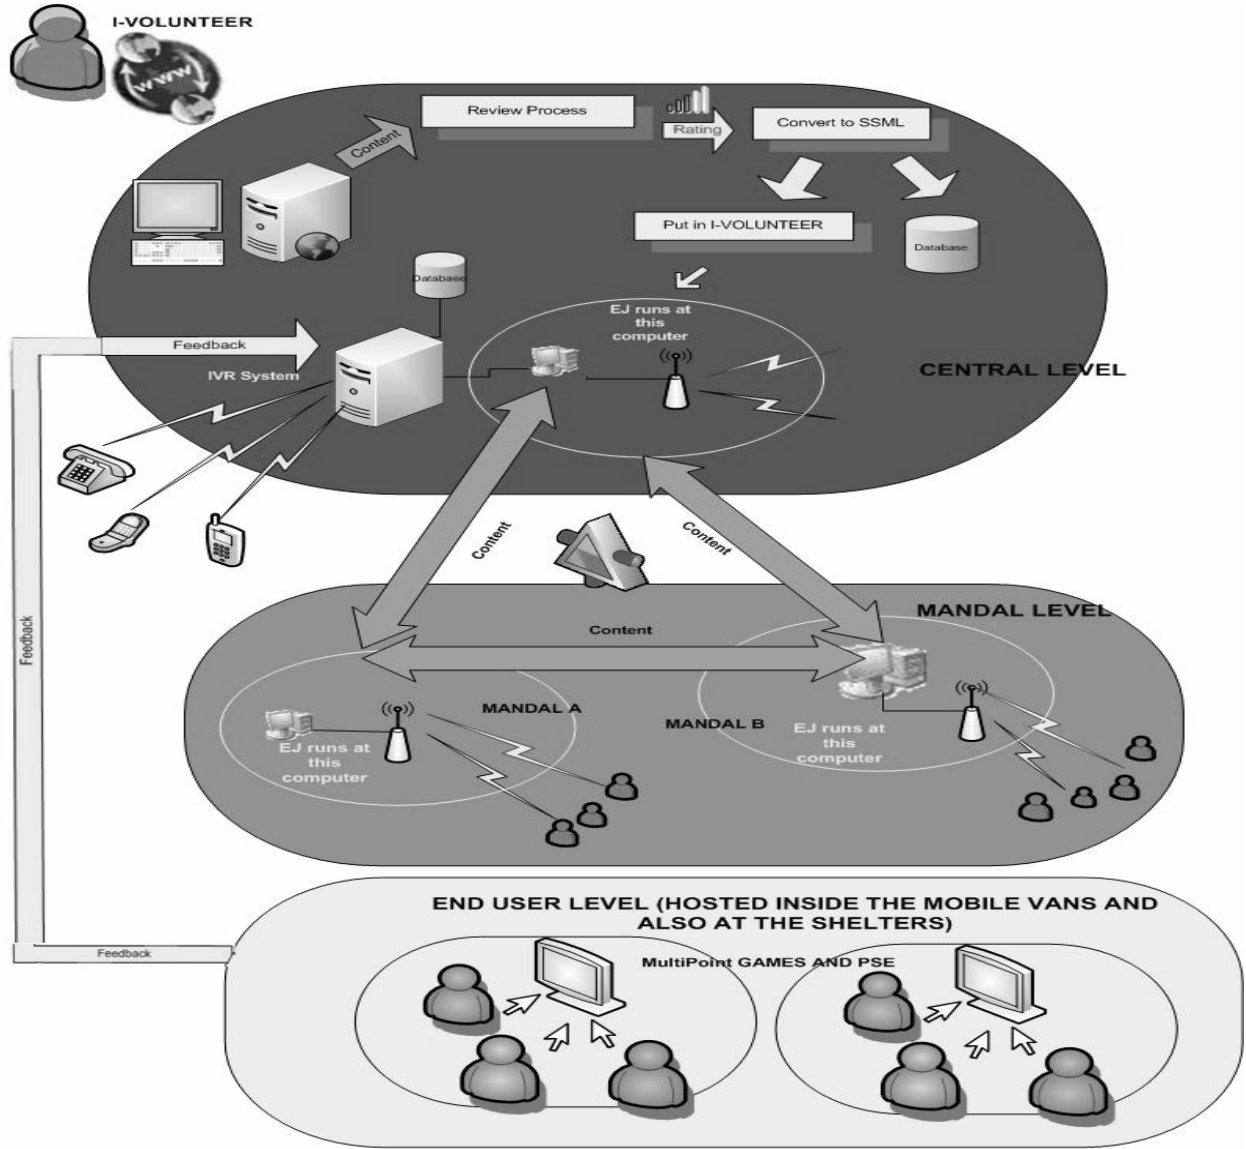 I-VOLUNTEER
WWW
Review Process
Content
Rating
Convert to SSML
Put in I-VOLUNTEER
Database
Database
EJ runs at
this
computer
Feedback
IVR System
CENTRAL LEVEL
Content
Content
Feedback
MANDAL LEVEL
Content
MANDAL A
MANDAL B
EJ runs at
this
computer
EJ runs at
this
computer
END USER LEVEL (HOSTED INSIDE THE MOBILE VANS AND
ALSO AT THE SHELTERS)
Feedback
MultiPoint GAMES AND PSE